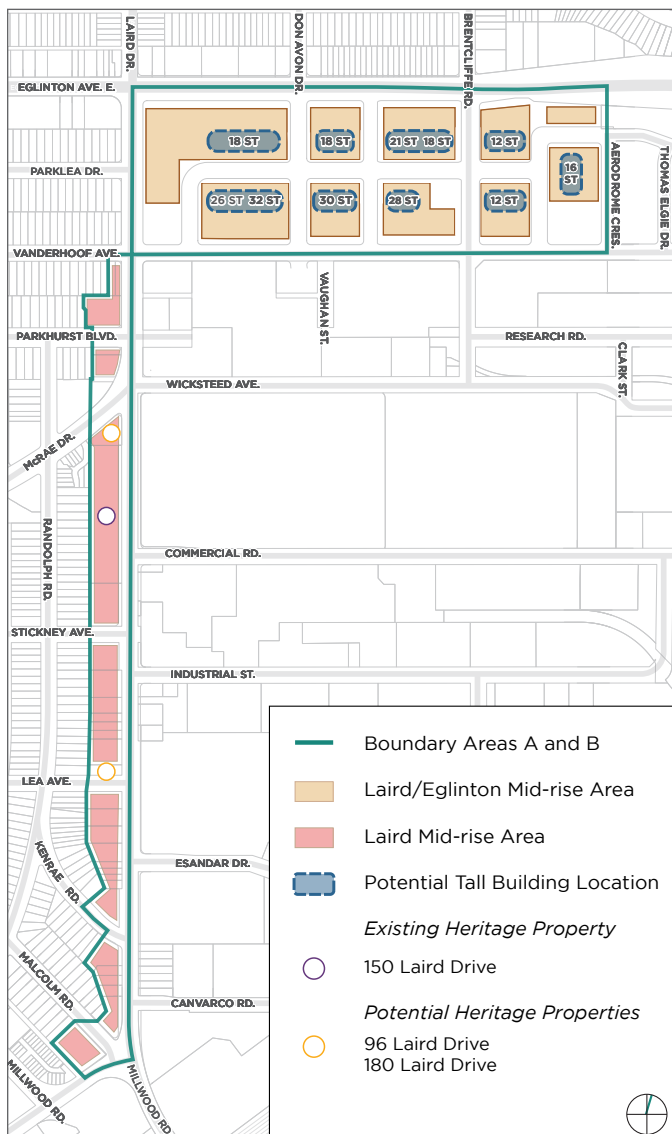 LAIRD DR.
DON AVON DR.
BRENTCLIFFE RD.
EGLINTON AVE. E.
18 ST
18 ST
21 ST 18 ST
12 ST
16
ST
PARKLEA DR.
26 ST 32 ST
30 ST
28 ST
12 ST
AERODROME CRES.
THOMAS ELGIE DR.
VANDERHOOF AVE.
VAUGHAN ST.
PARKHURST BLVD.
RESEARCH RD.
CLARK ST.
WICKSTEED AVE.
McRAE DR.
RANDOLPH RD.
COMMERCIAL RD.
STICKNEY AVE.
INDUSTRIAL ST.
LEA AVE.
KENRAE RD.
ESANDAR DR.
MALCOLM RD.
CANVARCO RD.
MILLWOOD RD.
MILLWOOD RD.
Boundary Areas A and B
Laird/Eglinton Mid-rise Area
Laird Mid-rise Area
Potential Tall Building Location
Existing Heritage Property
150 Laird Drive
Potential Heritage Properties
96 Laird Drive
180 Laird Drive